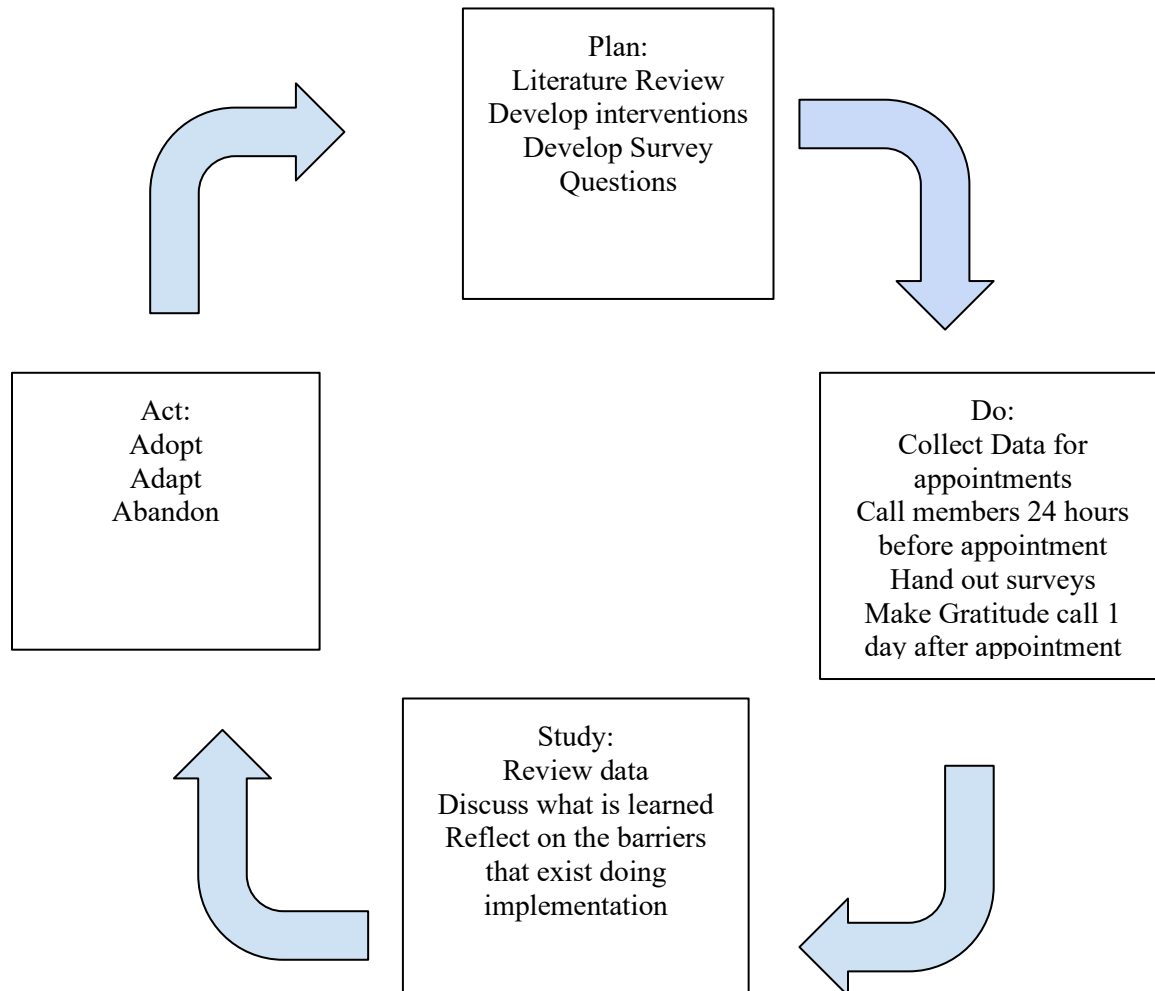 Plan:
Literature Review
Develop interventions
Develop Survey
Questions
Do:
Collect Data for
appointments
Call members 24 hours
before appointment
Hand out surveys
Make Gratitude call 1
day after appointment
Study:
Review data
Discuss what is learned
Reflect on the barriers
that exist doing
implementation
Act:
Adopt
Adapt
Abandon